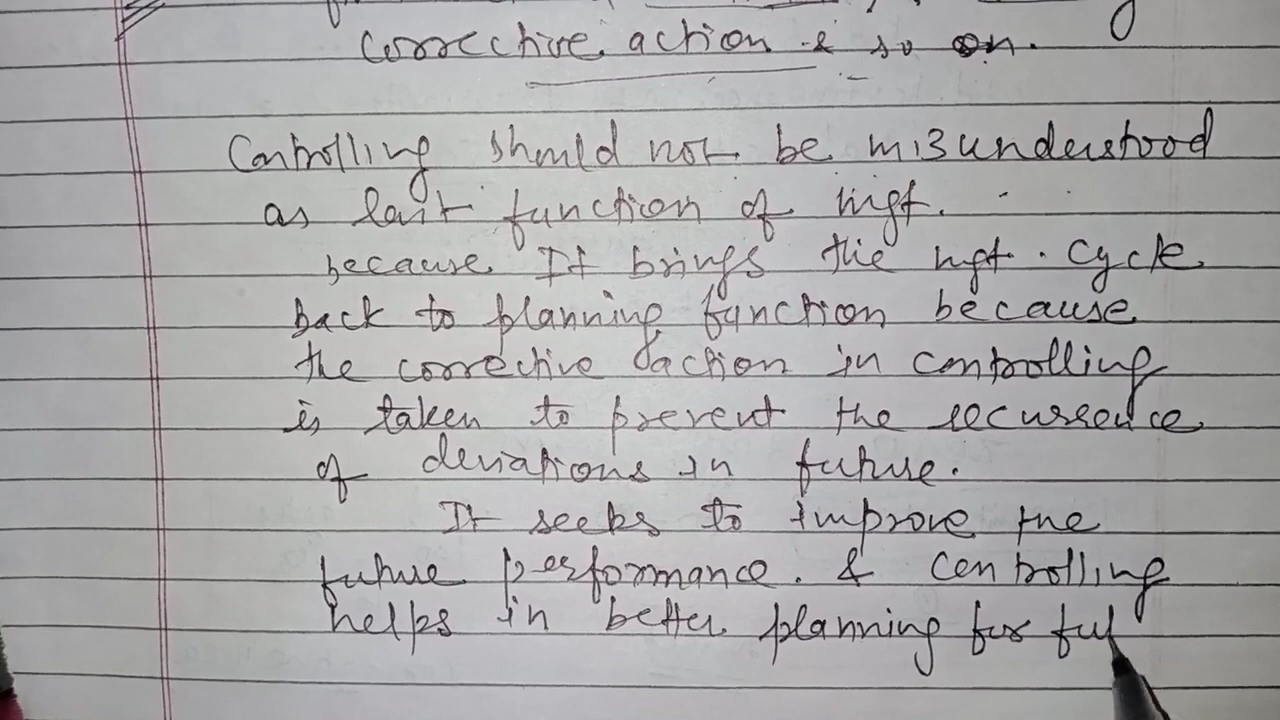 corrective action & so on.
Controlling should not be misunderstood
as last function of mgt.
because It brings the mgt. cycle
back to planning function because
the corrective action in controlling
is taken to prevent the recurrence
of deviations in future.
It seeks to improve the
future performance. & controlling
helps in better planning for fut